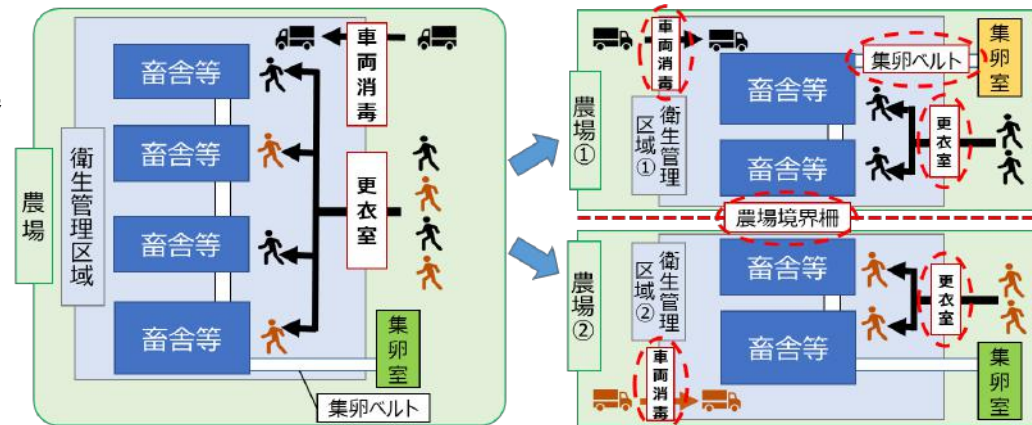 農場
衛生管理区域
畜舎等
畜舎等
畜舎等
畜舎等
車両消毒
更衣室
集卵室
集卵ベルト
農場①
衛生管理
区域①
車両消毒
畜舎等
畜舎等
集卵ベルト
集卵室
更衣室
農場境界柵
農場②
衛生管理
区域②
車両消毒
畜舎等
畜舎等
更衣室
集卵室